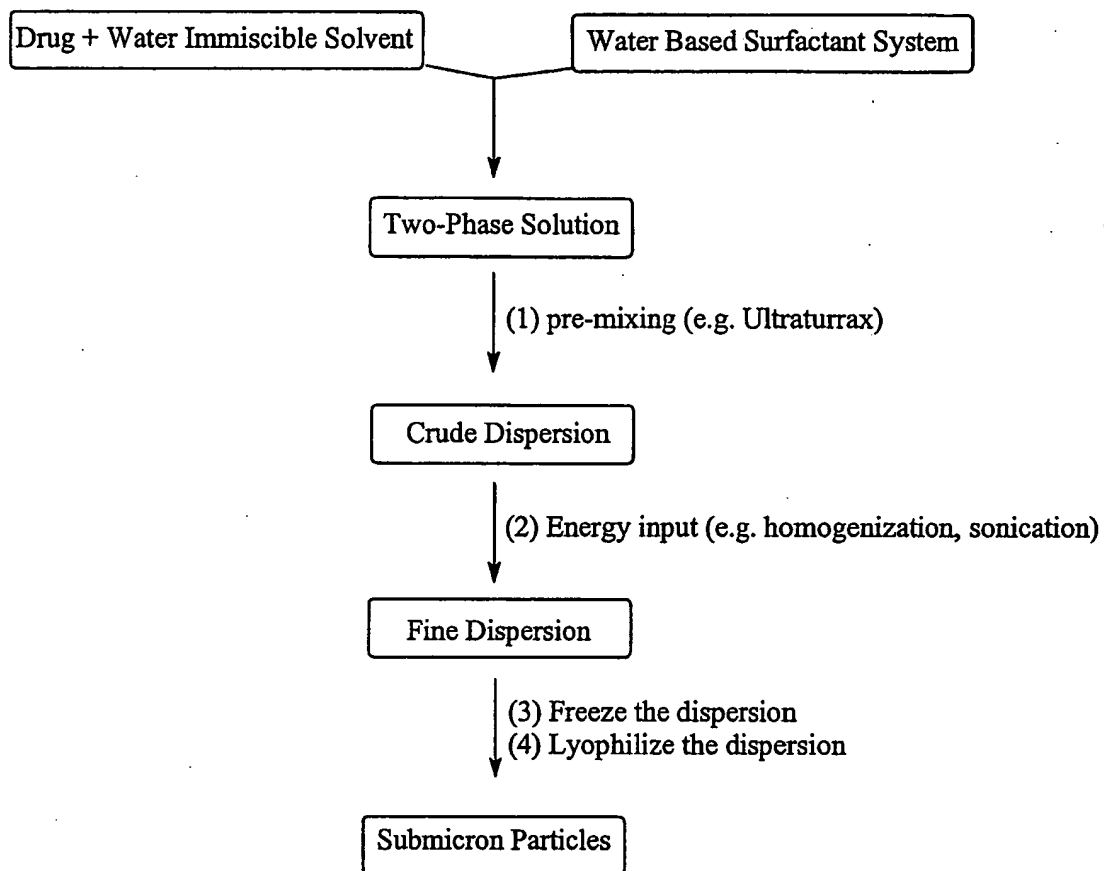 Drug + Water Immiscible Solvent
Water Based Surfactant System
Two-Phase Solution
(1) pre-mixing (e.g. Ultraturrax)
Crude Dispersion
(2) Energy input (e.g. homogenization, sonication)
Fine Dispersion
(3) Freeze the dispersion
(4) Lyophilize the dispersion
Submicron Particles